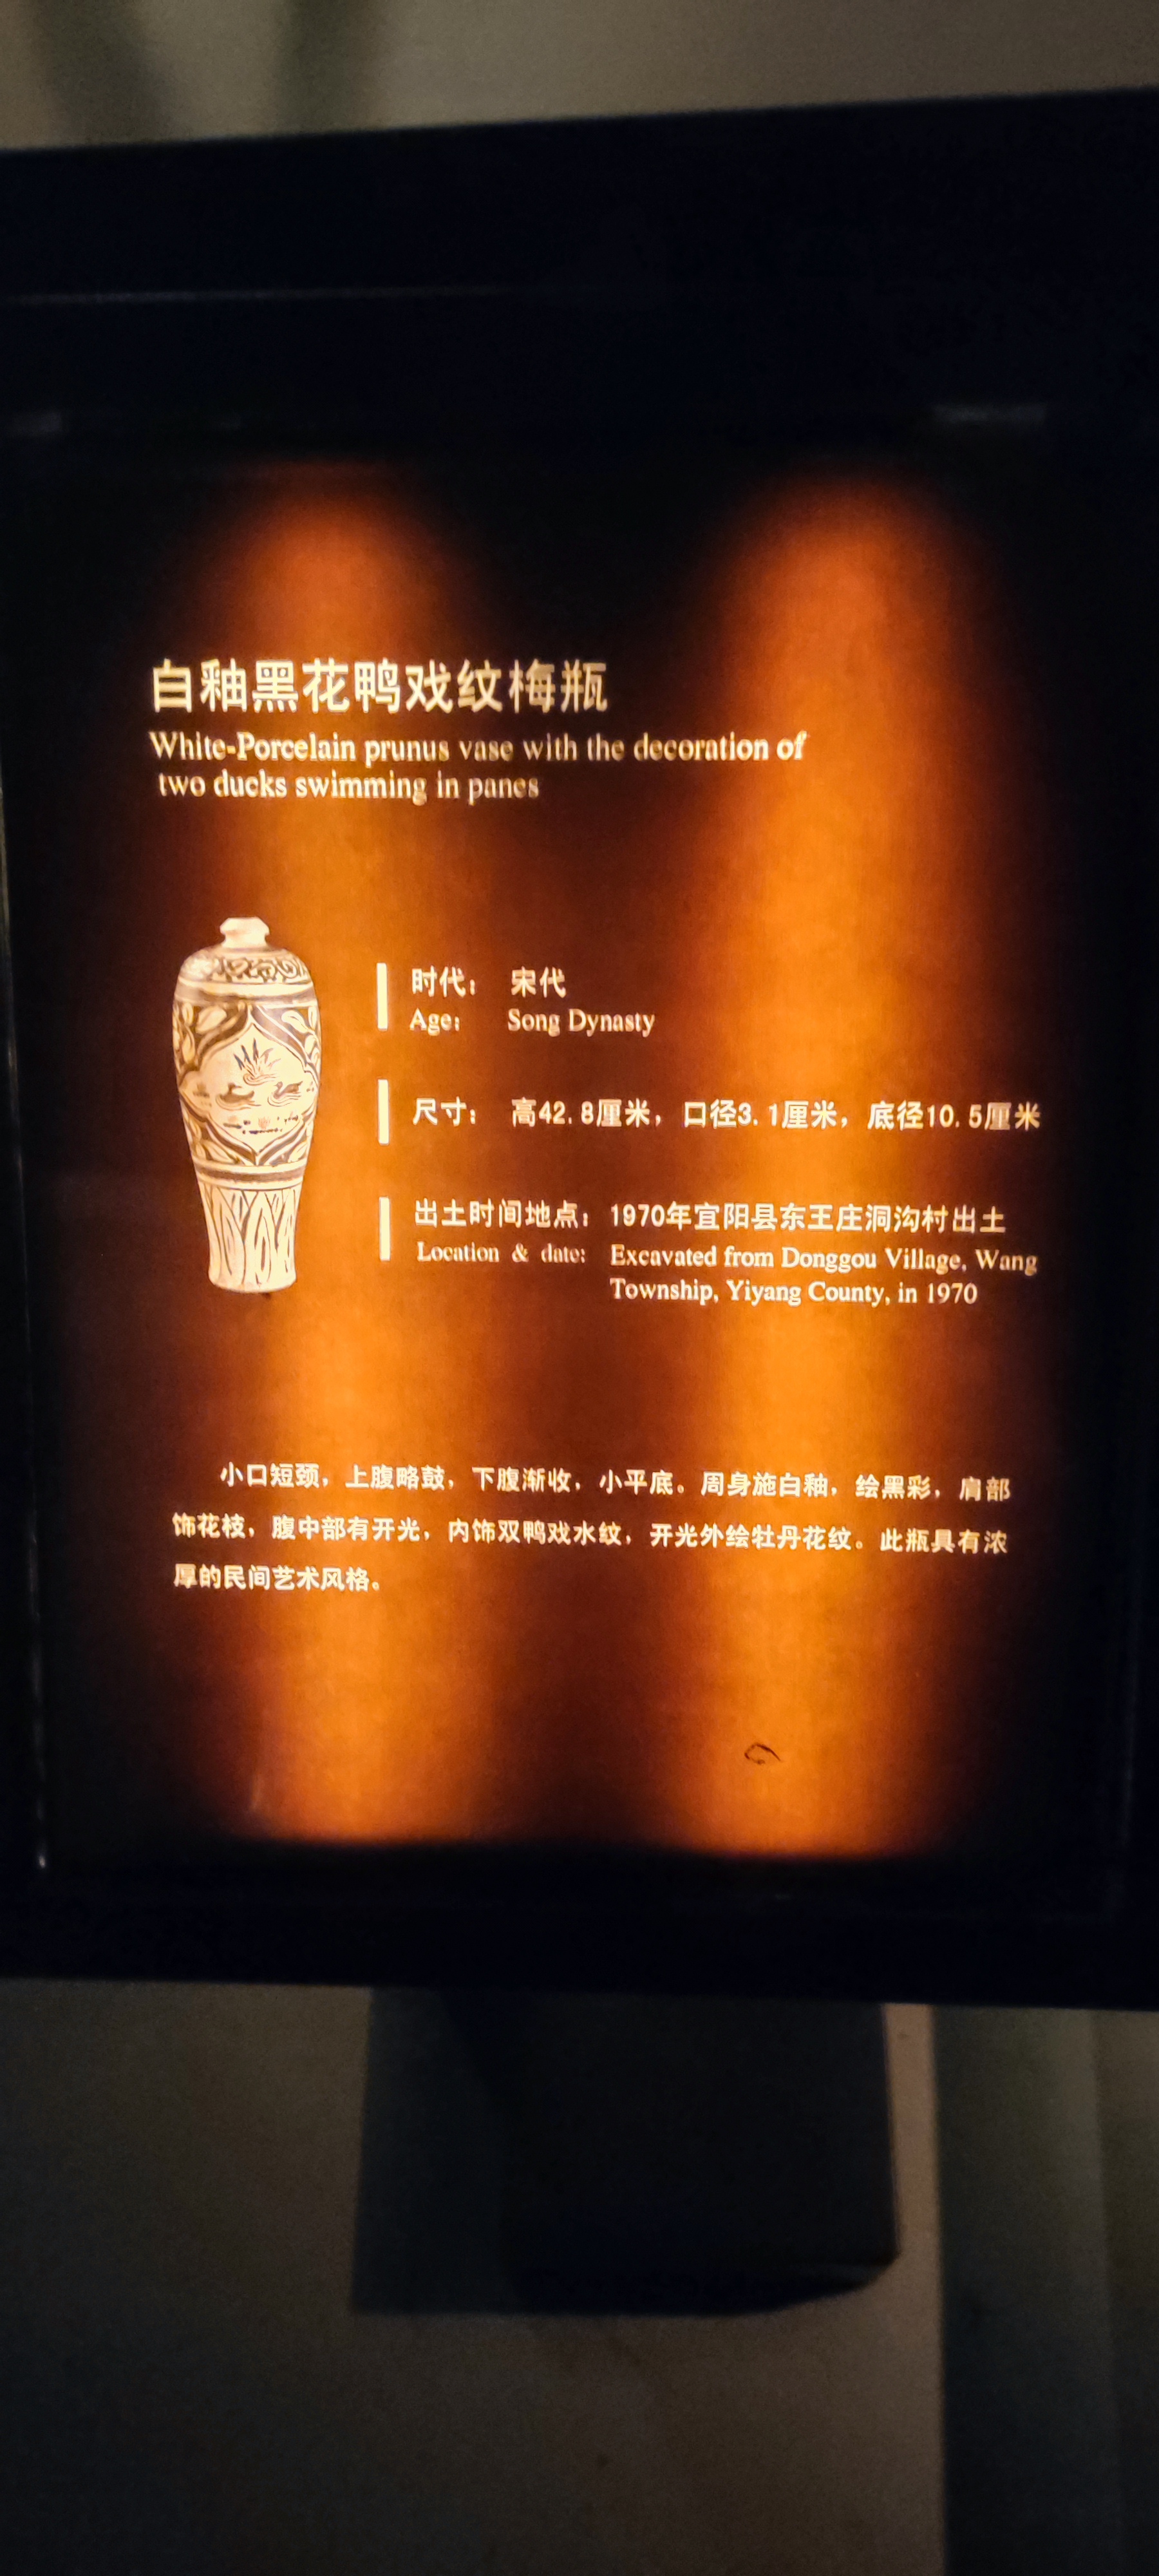 白釉黑花鸭戏纹梅瓶
White-Porcelain prunus vase with the decoration of
two ducks swimming in panes
时代： 宋代
Age: Song Dynasty
尺寸： 高42.8厘米，口径3.1厘米，底径10.5厘米
出土时间地点：1970年宜阳县东王庄洞沟村出土
Location & date: Excavated from Donggou Village, Wang
Township, Yiyang County, in 1970
小口短颈，上腹略鼓，下腹渐收，小平底。周身施白釉，绘黑彩，肩部
饰花枝，腹中部有开光，内饰双鸭戏水纹，开光外绘牡丹花纹。此瓶具有浓
厚的民间艺术风格。